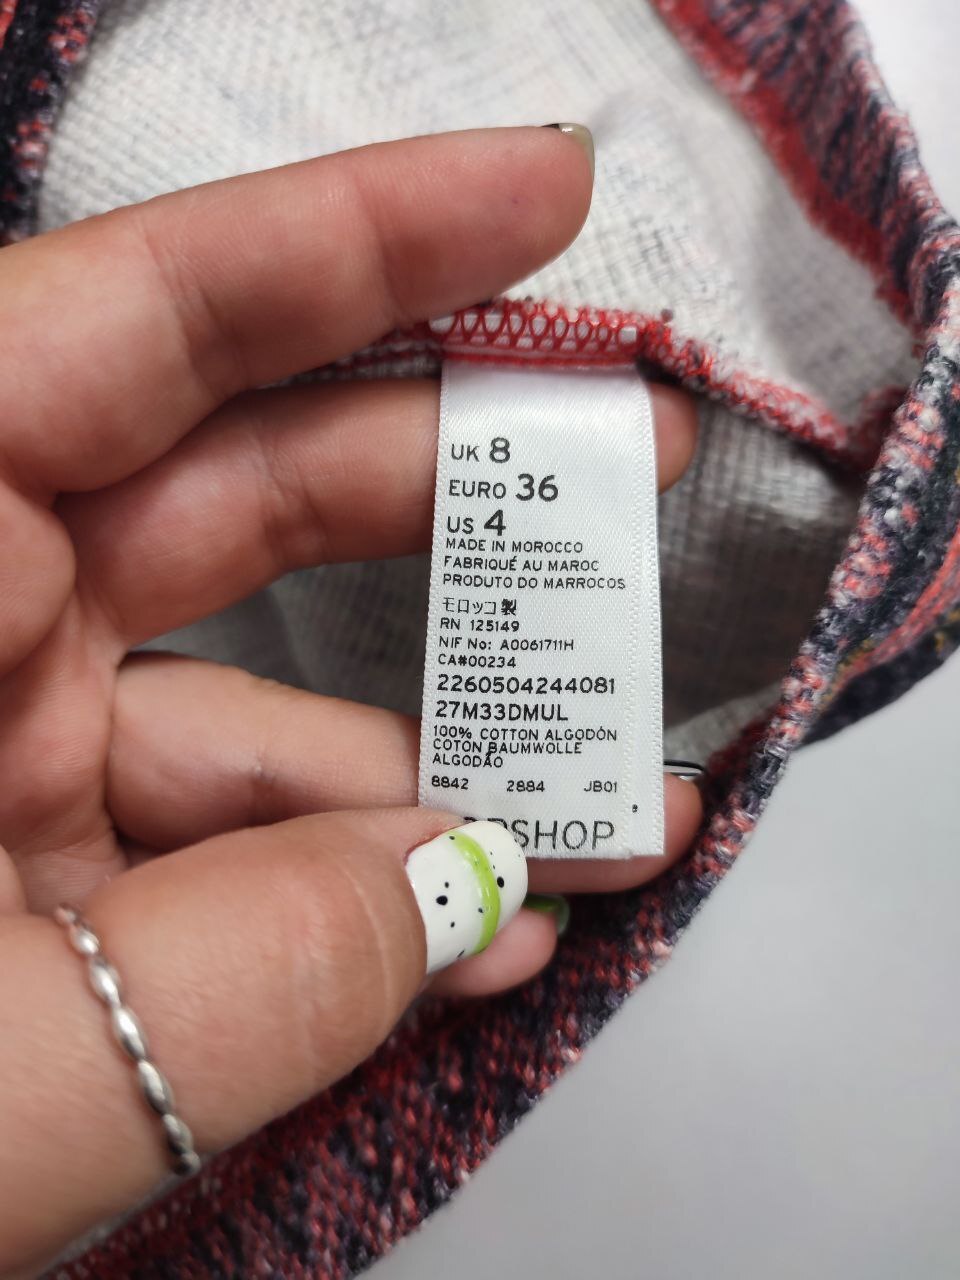 UK 8
EURO 36
US 4
MADE IN MOROCCO
FABRIQUÉ AU MAROC
PRODUTO DO MARROCOS
モロッコ製
RN 125149
NIF No: A0061711H
CA#00234
2260504244081
27M33DMUL
100% COTTON ALGODÓN
COTON BAUMWOLLE
ALGODÃO
8842 2884 JB01